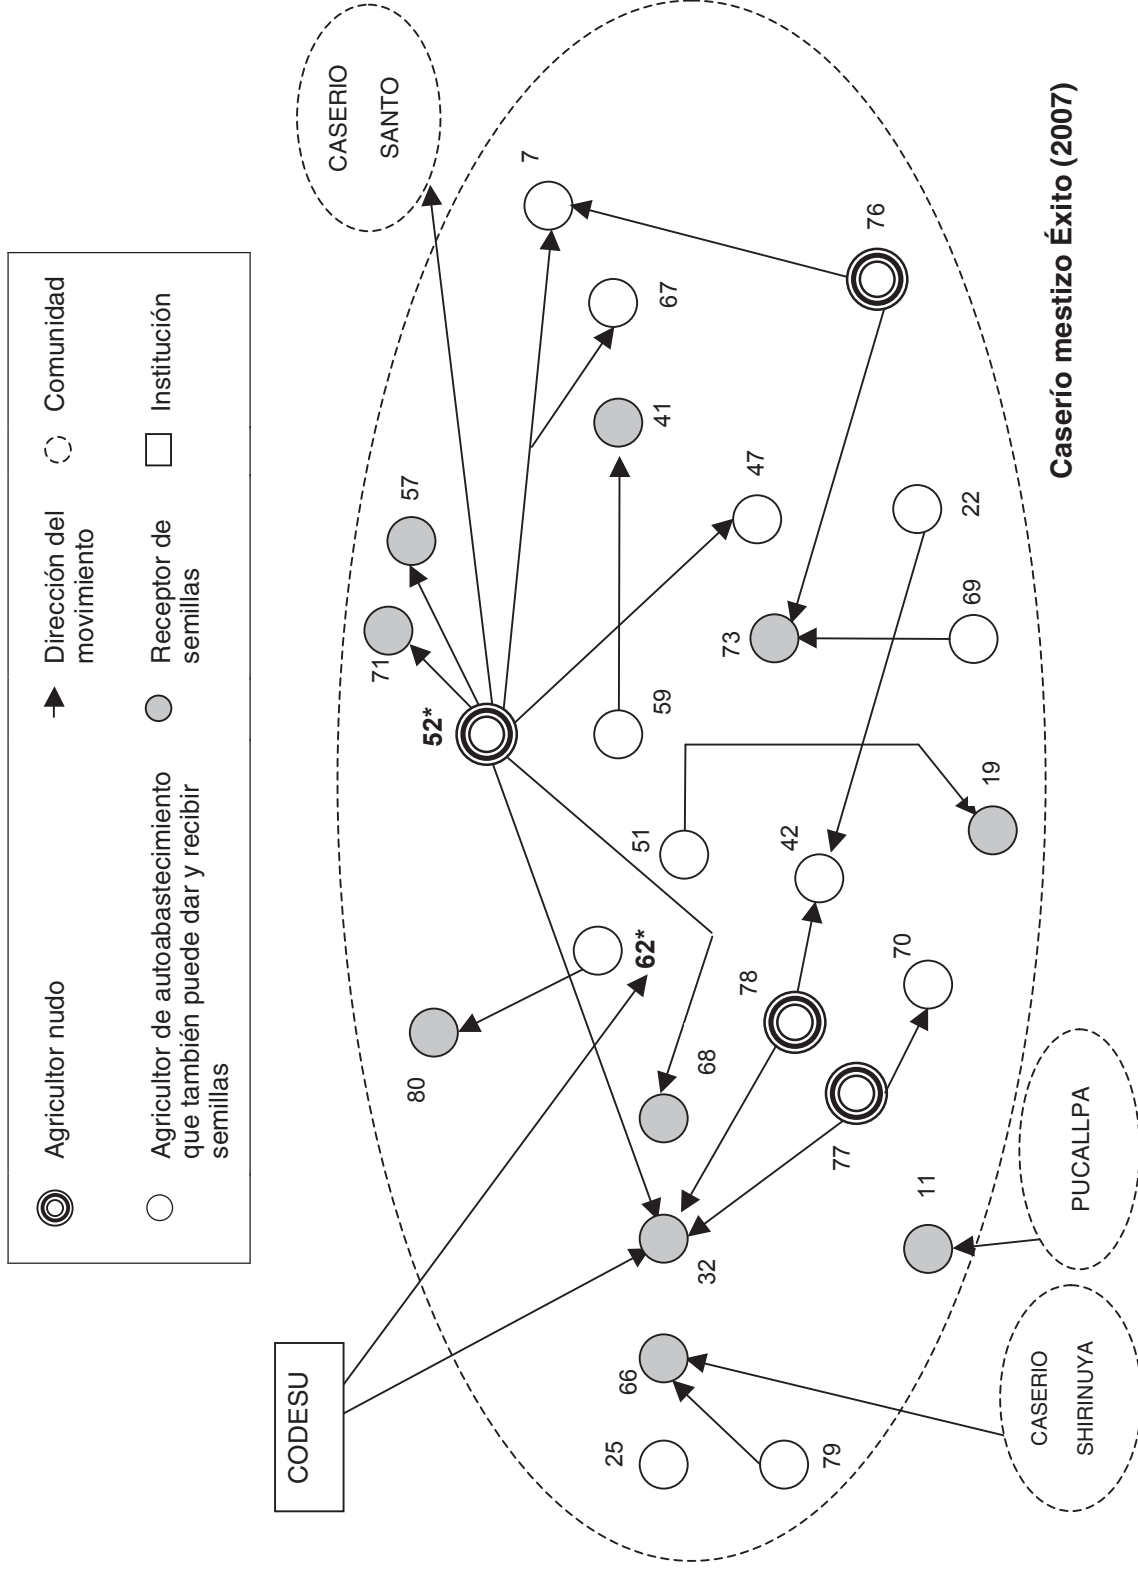 Agricultor nudo
Agricultor de autoabastecimiento
que también puede dar y recibir
semillas
Dirección del
movimiento
Receptor de
semillas
Comunidad
Institución
CODESU
CASERIO
SANTO
80
62*
52*
71
57
7
67
41
59
47
51
25
66
32
68
79
78
42
73
76
77
70
69
22
11
19
CASERIO
SHIRINUYA
PUCALLPA
Caserío mestizo Éxito (2007)